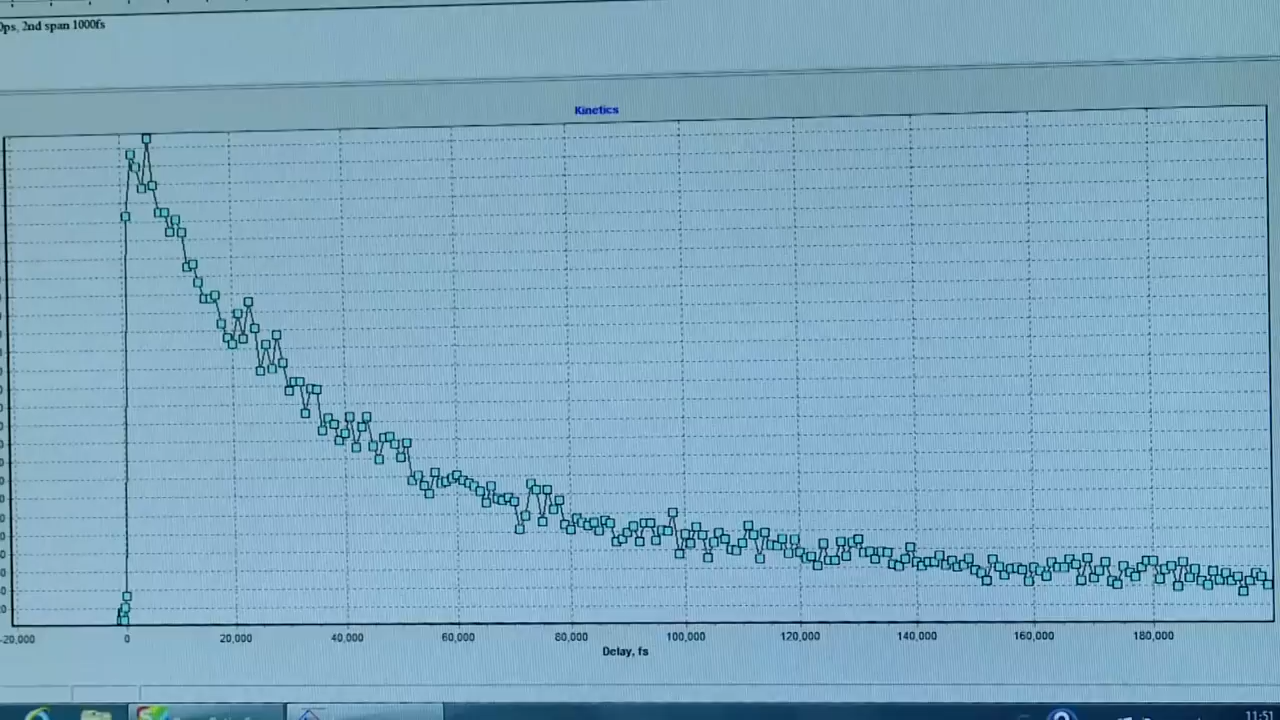 0ps, 2nd span 1000fs
Kinetics
-20,000 0 20,000 40,000 60,000 80,000 100,000 120,000 140,000 160,000 180,000
Delay, fs
11:51